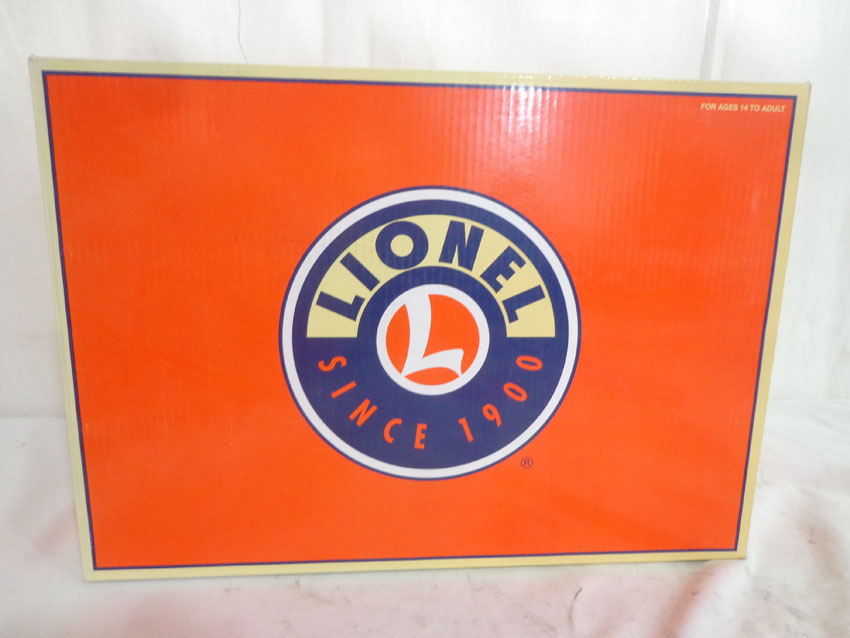 FOR AGES 14 TO ADULT
LIONEL
L
SINCE 1900
®